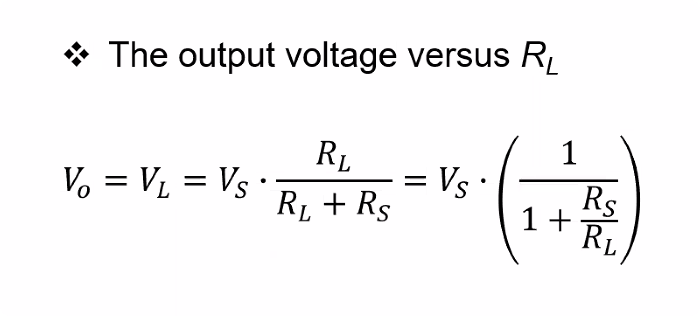 ❖ The output voltage versus R_L
V_o = V_L = V_S · R_L / (R_L + R_S) = V_S · (1 / (1 + R_S / R_L))